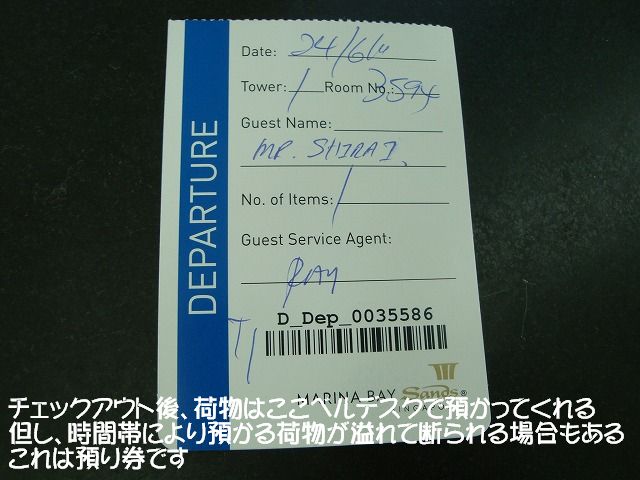 DEPARTURE
Date: 24/6/11
Tower: 1 Room No.: 3594
Guest Name:
MR. SHIRAI
No. of Items: 1
Guest Service Agent:
RAY
D_Dep_0035586
T1
MARINA BAY Sands®
チェックアウト後、荷物はここベルデスクで預かってくれる
但し、時間帯により預かる荷物が溢れて断られる場合もある
これは預り券です